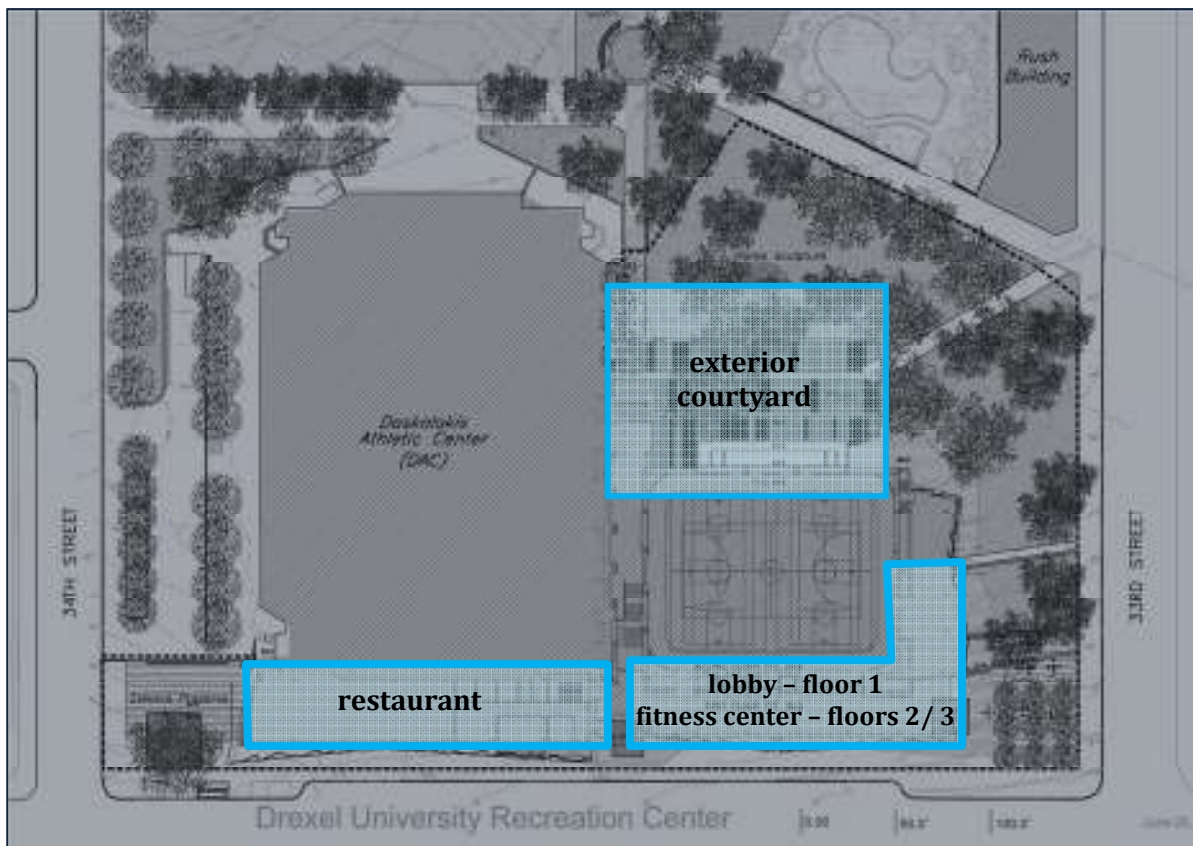 Rush
Building
exterior
courtyard
Daskalakis
Athletic Center
(DAC)
34TH STREET
33RD STREET
restaurant
lobby – floor 1
fitness center – floors 2/ 3
Drexel University Recreation Center